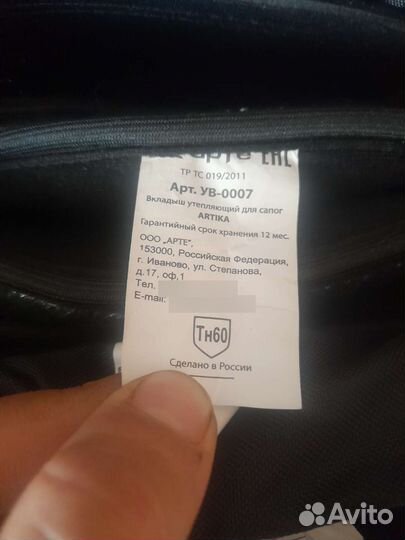 арте EAC
ТР ТС 019/2011
Арт. УВ-0007
Вкладыш утепляющий для сапог
ARTIKA
Гарантийный срок хранения 12 мес.
ООО „АРТЕ",
153000, Российская Федерация,
г. Иваново, ул. Степанова,
д.17, оф,1
Тел.
E-mail:
Тн60
Сделано в России
Avito